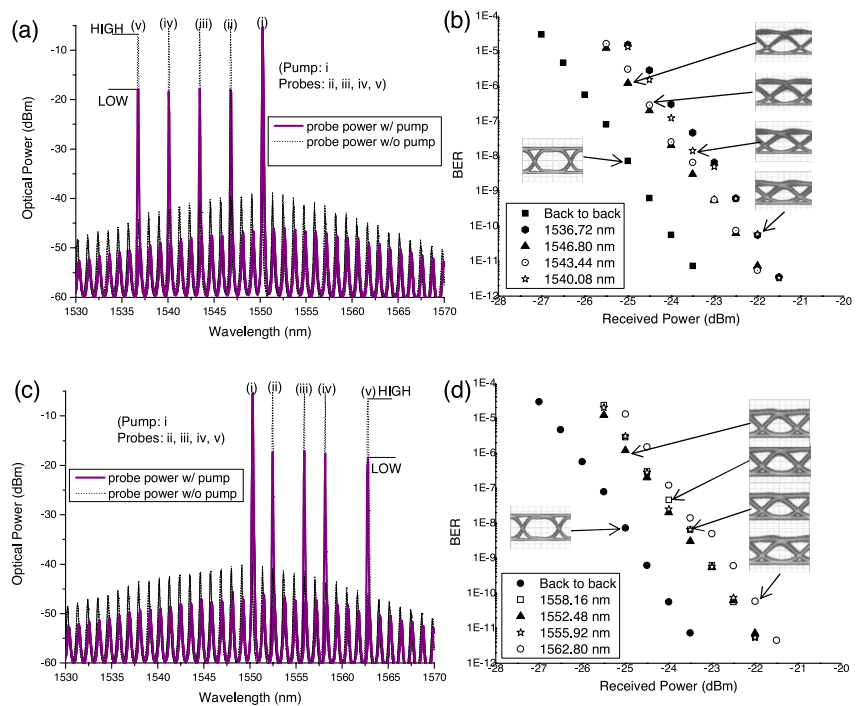 (a)
HIGH
(v)
(iv)
(iii)
(ii)
(i)
LOW
(Pump: i
Probes: ii, iii, iv, v)
probe power w/ pump
probe power w/o pump
Optical Power (dBm)
-10
-20
-30
-40
-50
-60
1530 1535 1540 1545 1550 1555 1560 1565 1570
Wavelength (nm)
(b)
BER
1E-4
1E-5
1E-6
1E-7
1E-8
1E-9
1E-10
1E-11
1E-12
Back to back
1536.72 nm
1546.80 nm
1543.44 nm
1540.08 nm
-28 -27 -26 -25 -24 -23 -22 -21 -20
Received Power (dBm)
(c)
(i)
(ii)
(iii)
(iv)
(v)
HIGH
LOW
(Pump: i
Probes: ii, iii, iv, v)
probe power w/ pump
probe power w/o pump
Optical Power (dBm)
-10
-20
-30
-40
-50
-60
1530 1535 1540 1545 1550 1555 1560 1565 1570
Wavelength (nm)
(d)
BER
1E-4
1E-5
1E-6
1E-7
1E-8
1E-9
1E-10
1E-11
1E-12
Back to back
1558.16 nm
1552.48 nm
1555.92 nm
1562.80 nm
-28 -27 -26 -25 -24 -23 -22 -21 -20
Received Power (dBm)